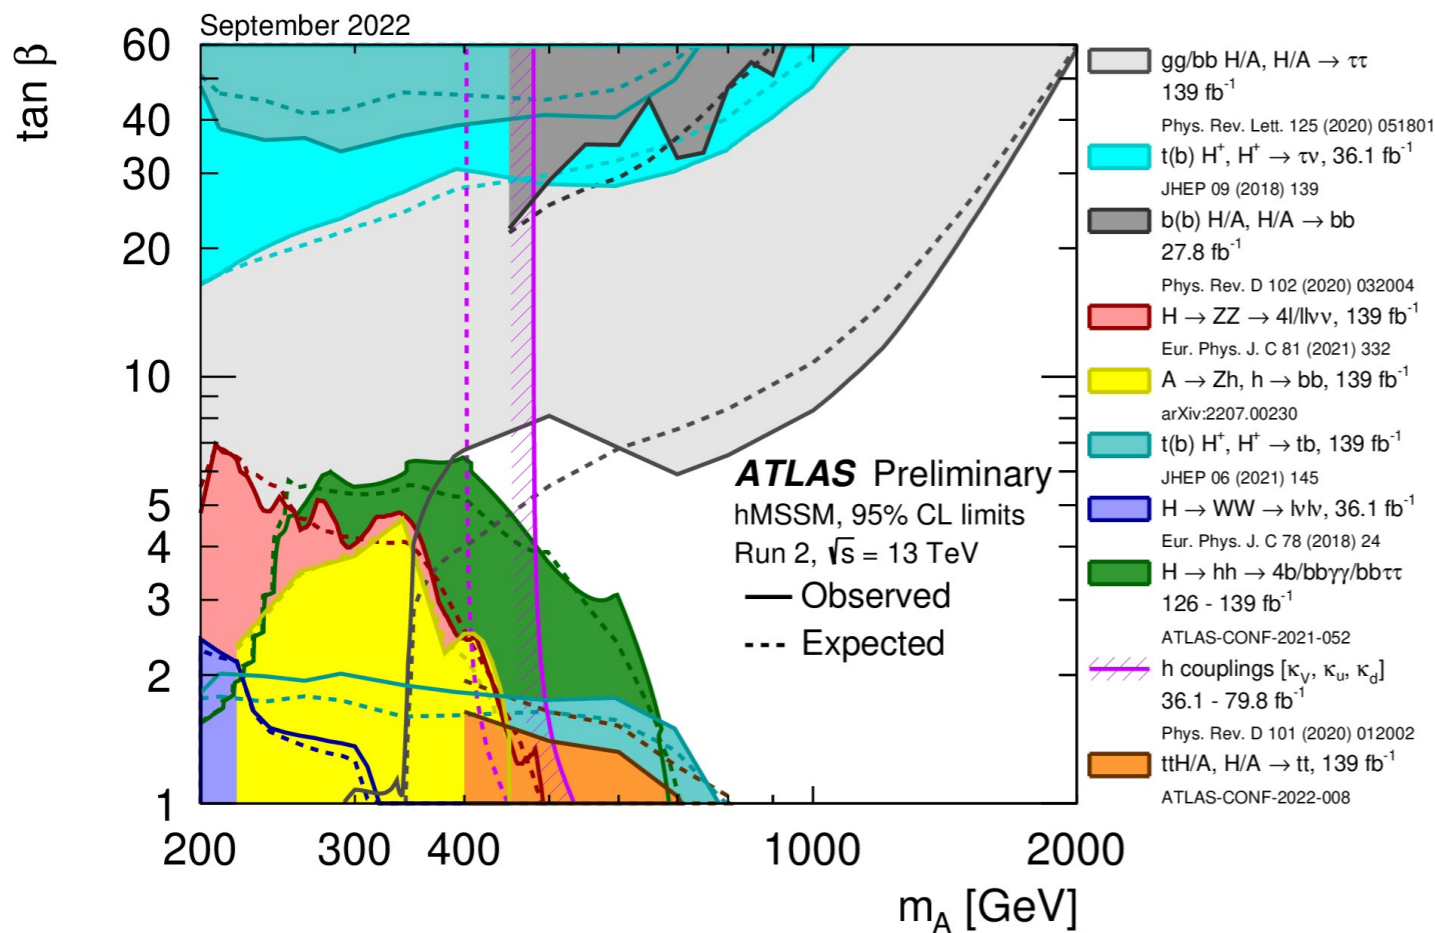 September 2022
tan β
60
40
30
20
10
5
4
3
2
1
200
300
400
1000
2000
m_A [GeV]
ATLAS Preliminary
hMSSM, 95% CL limits
Run 2, √s = 13 TeV
Observed
Expected
gg/bb H/A, H/A → ττ
139 fb⁻¹
Phys. Rev. Lett. 125 (2020) 051801
t(b) H⁺, H⁺ → τν, 36.1 fb⁻¹
JHEP 09 (2018) 139
b(b) H/A, H/A → bb
27.8 fb⁻¹
Phys. Rev. D 102 (2020) 032004
H → ZZ → 4l/llνν, 139 fb⁻¹
Eur. Phys. J. C 81 (2021) 332
A → Zh, h → bb, 139 fb⁻¹
arXiv:2207.00230
t(b) H⁺, H⁺ → tb, 139 fb⁻¹
JHEP 06 (2021) 145
H → WW → lνlν, 36.1 fb⁻¹
Eur. Phys. J. C 78 (2018) 24
H → hh → 4b/bbγγ/bbττ
126 - 139 fb⁻¹
ATLAS-CONF-2021-052
h couplings [κ_V, κ_u, κ_d]
36.1 - 79.8 fb⁻¹
Phys. Rev. D 101 (2020) 012002
ttH/A, H/A → tt, 139 fb⁻¹
ATLAS-CONF-2022-008